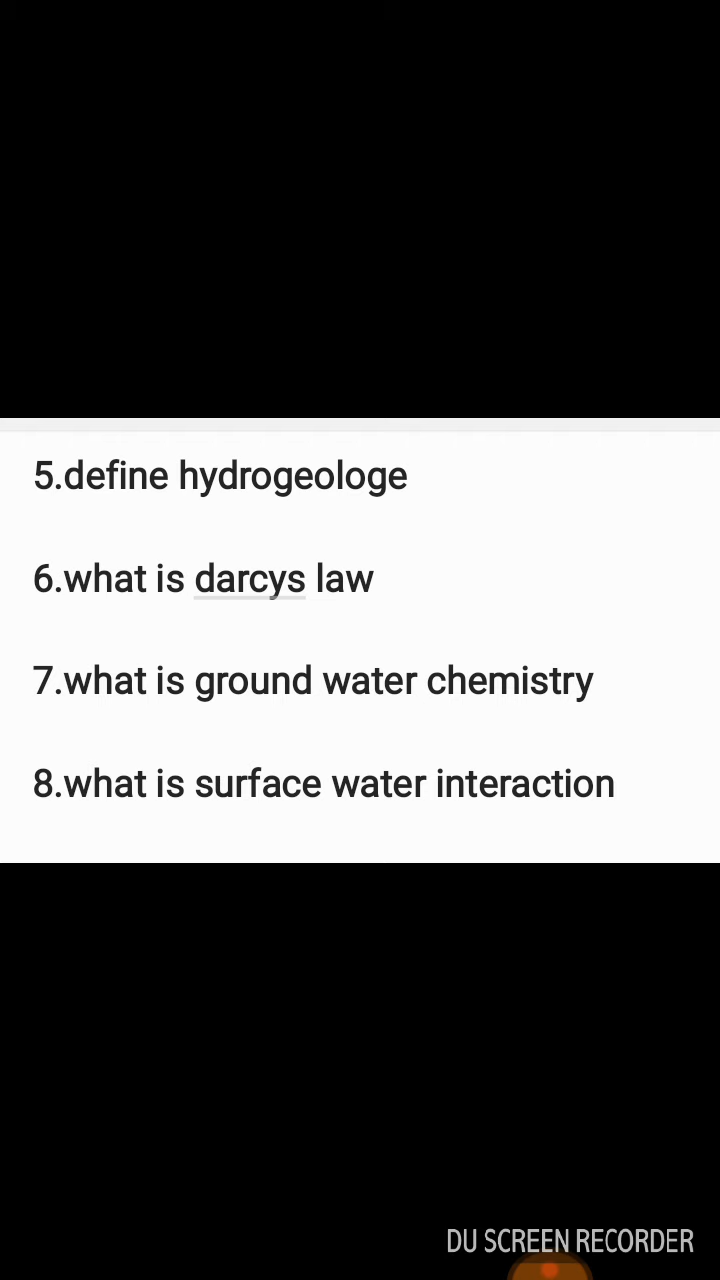 5.define hydrogeologe
6.what is darcys law
7.what is ground water chemistry
8.what is surface water interaction
DU SCREEN RECORDER